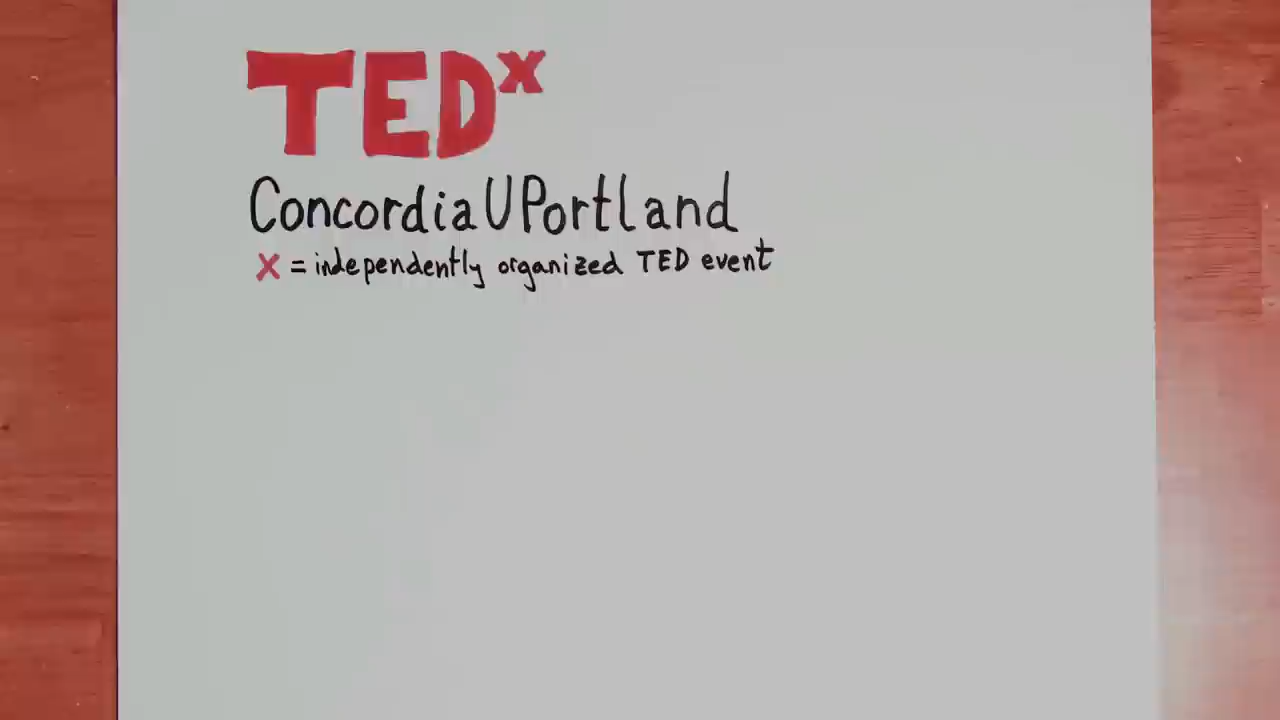 TEDx
ConcordiaUPortland
x = independently organized TED event